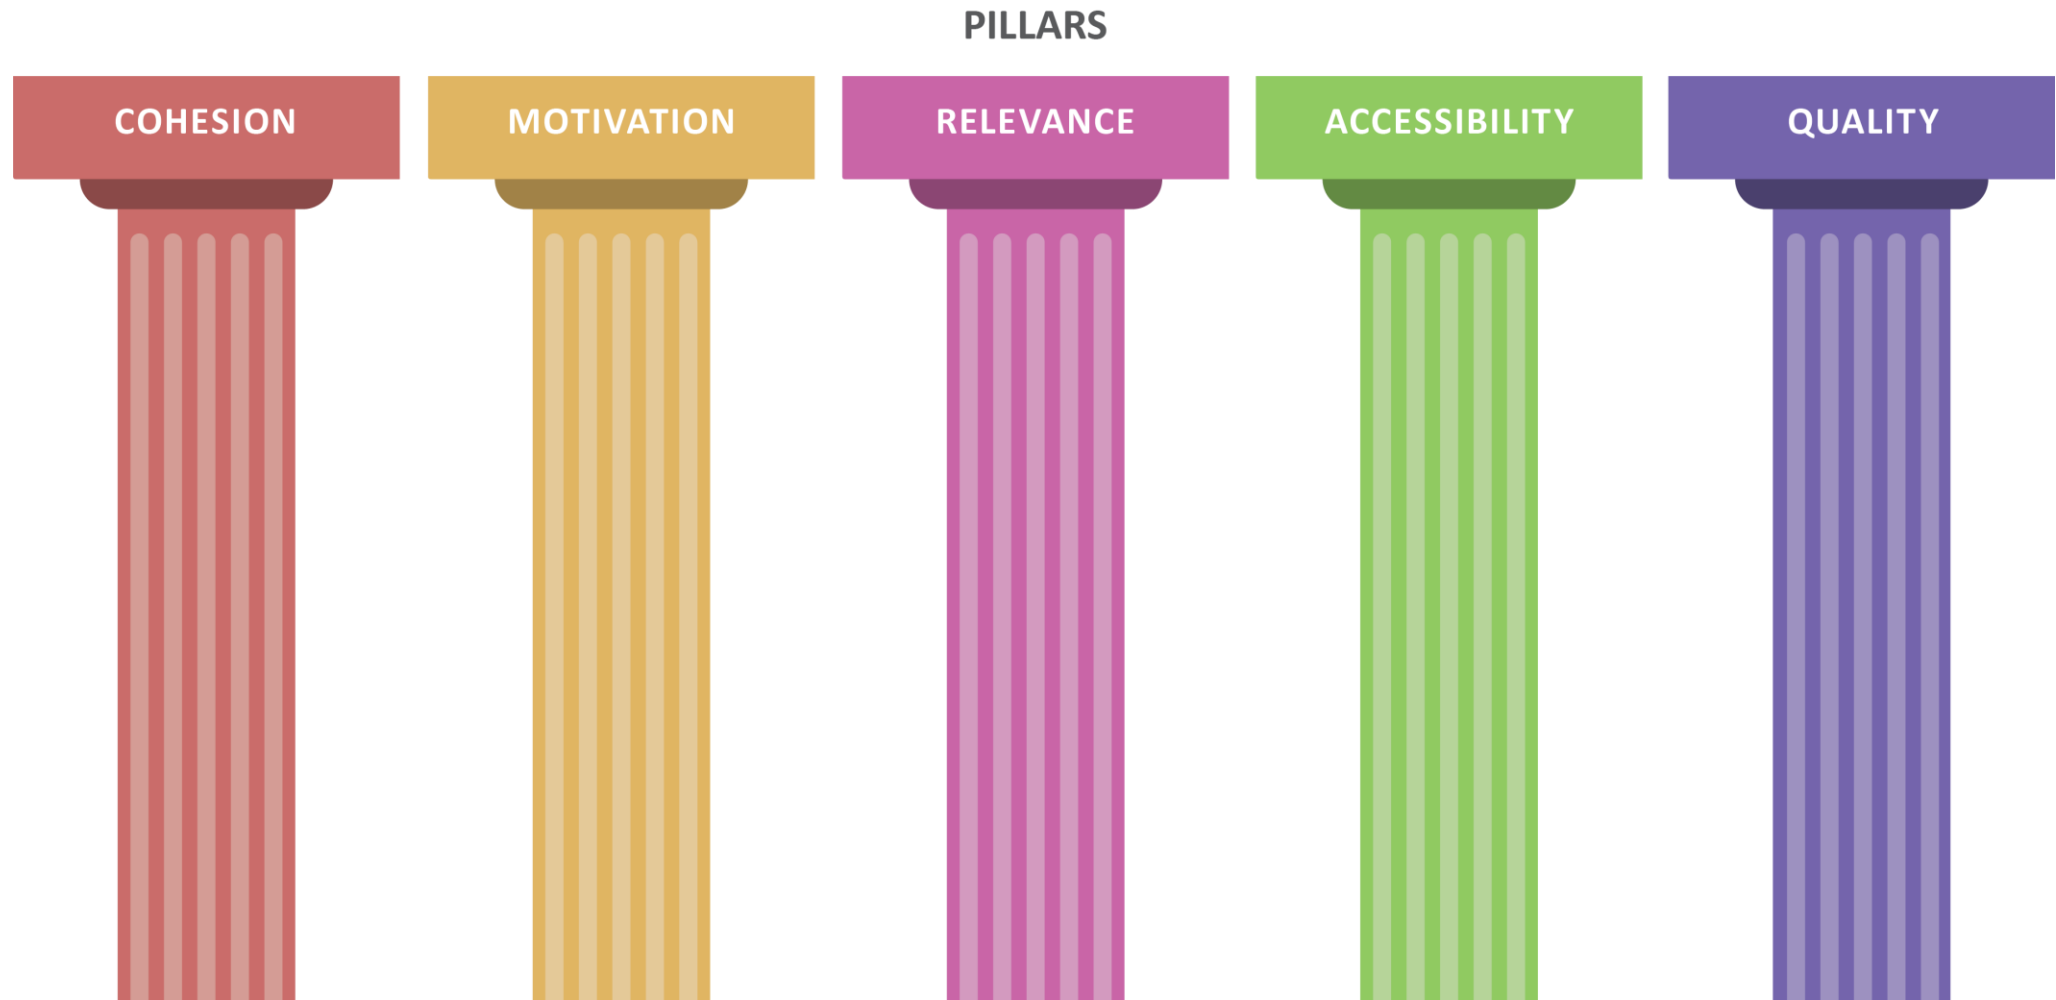 PILLARS
COHESION
MOTIVATION
RELEVANCE
ACCESSIBILITY
QUALITY